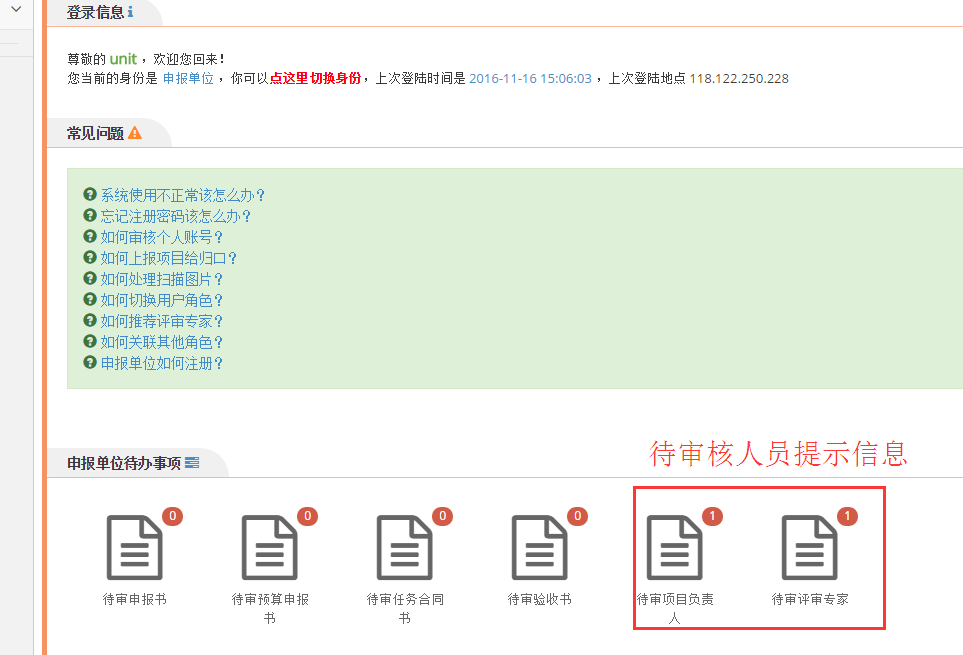 登录信息
尊敬的 unit ，欢迎您回来！
您当前的身份是 申报单位 ，你可以点这里切换身份，上次登陆时间是 2016-11-16 15:06:03 ，上次登陆地点 118.122.250.228
常见问题
系统使用不正常该怎么办？
忘记注册密码该怎么办？
如何审核个人账号？
如何上报项目给归口？
如何处理扫描图片？
如何切换用户角色？
如何推荐评审专家？
如何关联其他角色？
申报单位如何注册？
待审核人员提示信息
申报单位待办事项
0 0 0 0 1 1
待审申报书 待审预算申报书 待审任务合同书 待审验收书 待审项目负责人 待审评审专家